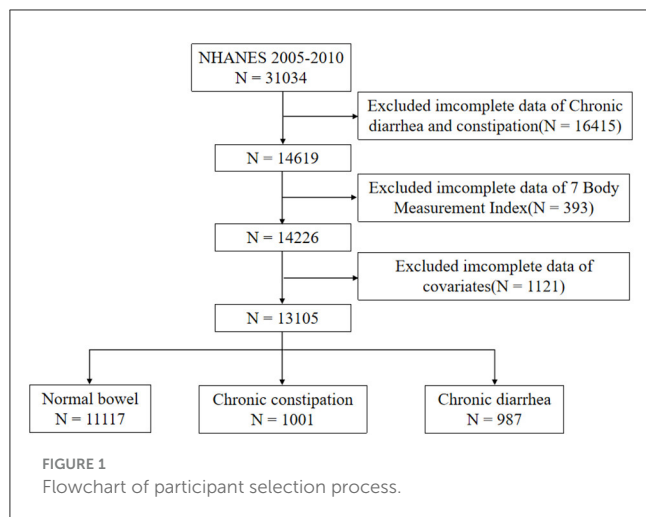 NHANES 2005-2010
N = 31034
Excluded imcomplete data of Chronic
diarrhea and constipation(N = 16415)
N = 14619
Excluded imcomplete data of 7 Body
Measurement Index(N = 393)
N = 14226
Excluded imcomplete data of
covariates(N = 1121)
N = 13105
Normal bowel
N = 11117
Chronic constipation
N = 1001
Chronic diarrhea
N = 987
FIGURE 1
Flowchart of participant selection process.